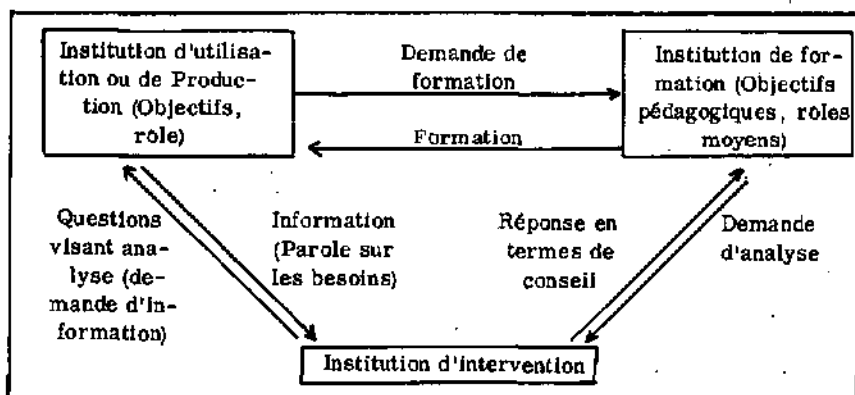 Institution d'utilisa-
tion ou de Produc-
tion (Objectifs,
rôle)
Demande de
formation
Formation
Institution de for-
mation (Objectifs
pédagogiques, roles
moyens)
Questions
visant ana-
lyse (de-
mande d'in-
formation)
Information
(Parole sur
les besoins)
Réponse en
termes de
conseil
Demande
d'analyse
Institution d'intervention